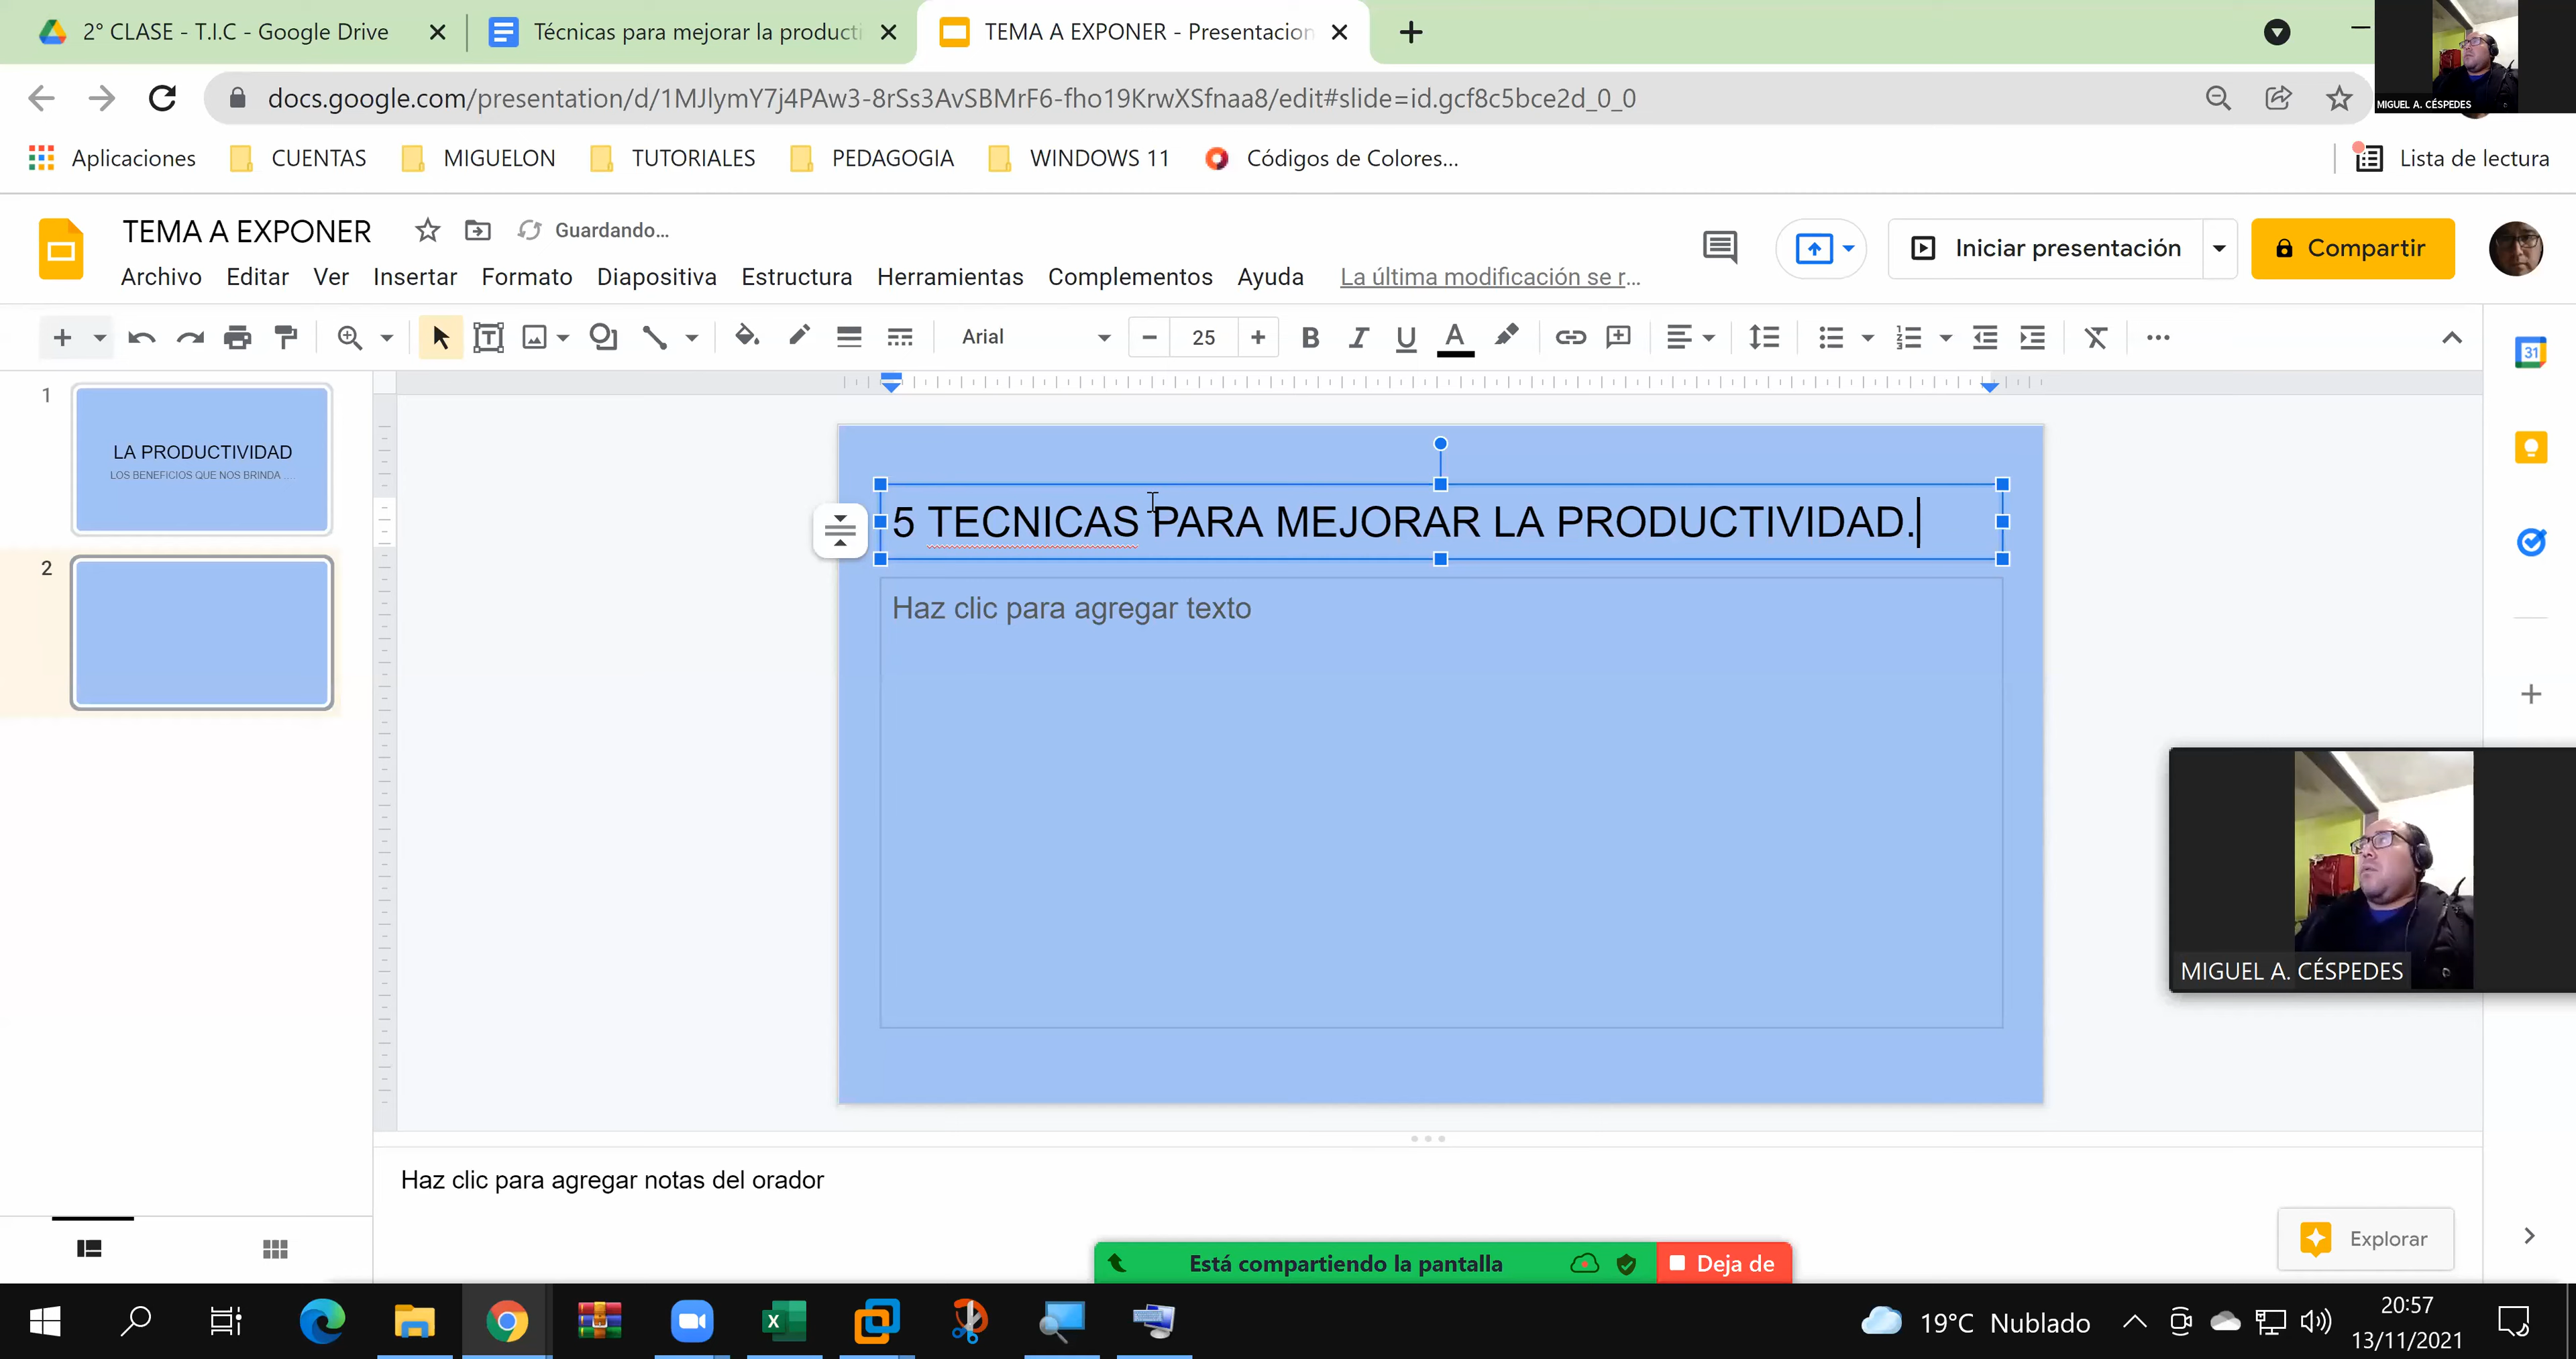 2° CLASE - T.I.C - Google Drive
Técnicas para mejorar la producti
TEMA A EXPONER - Presentacion
docs.google.com/presentation/d/1MJlymY7j4PAw3-8rSs3AvSBMrF6-fho19KrwXSfnaa8/edit#slide=id.gcf8c5bce2d_0_0
MIGUEL A. CÉSPEDES
Aplicaciones
CUENTAS
MIGUELON
TUTORIALES
PEDAGOGIA
WINDOWS 11
Códigos de Colores...
Lista de lectura
TEMA A EXPONER
Guardando...
Iniciar presentación
Compartir
Archivo Editar Ver Insertar Formato Diapositiva Estructura Herramientas Complementos Ayuda La última modificación se r...
Arial
25
B I U A
31
1
LA PRODUCTIVIDAD
LOS BENEFICIOS QUE NOS BRINDA ....
2
5 TECNICAS PARA MEJORAR LA PRODUCTIVIDAD.
Haz clic para agregar texto
MIGUEL A. CÉSPEDES
Haz clic para agregar notas del orador
Explorar
Está compartiendo la pantalla
Deja de
19°C Nublado
20:57
13/11/2021